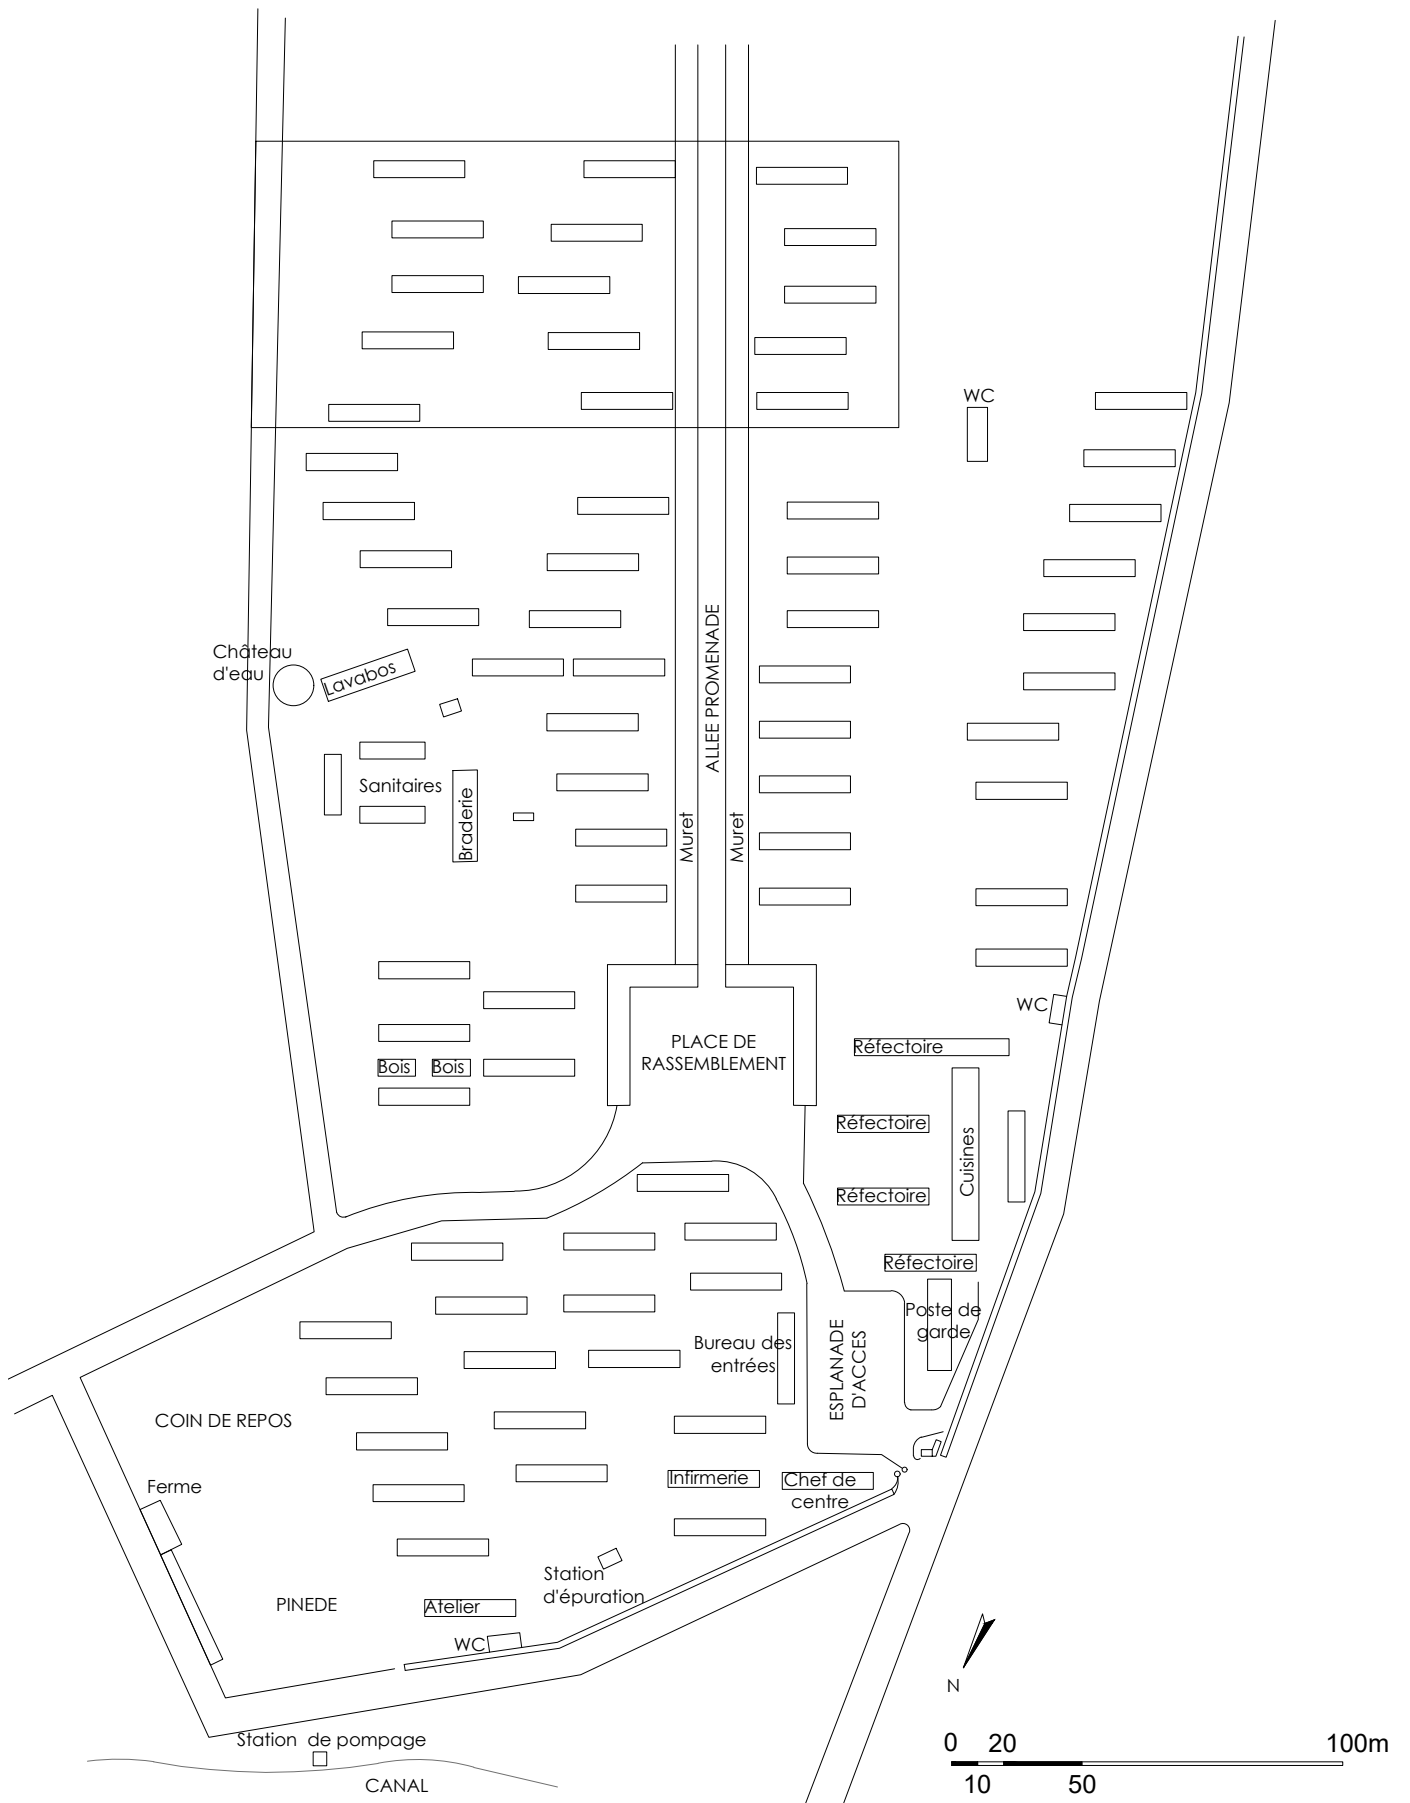 WC
ALLEE PROMENADE
Château
d'eau
Lavabos
Sanitaires
Braderie
Muret
Muret
WC
PLACE DE
RASSEMBLEMENT
Réfectoire
Bois
Bois
Réfectoire
Cuisines
Réfectoire
Réfectoire
Poste de
garde
Bureau des
entrées
ESPLANADE
D'ACCES
COIN DE REPOS
Ferme
Infirmerie
Chef de
centre
Station
d'épuration
PINEDE
Atelier
WC
N
Station de pompage
CANAL
0 20 100m
10 50